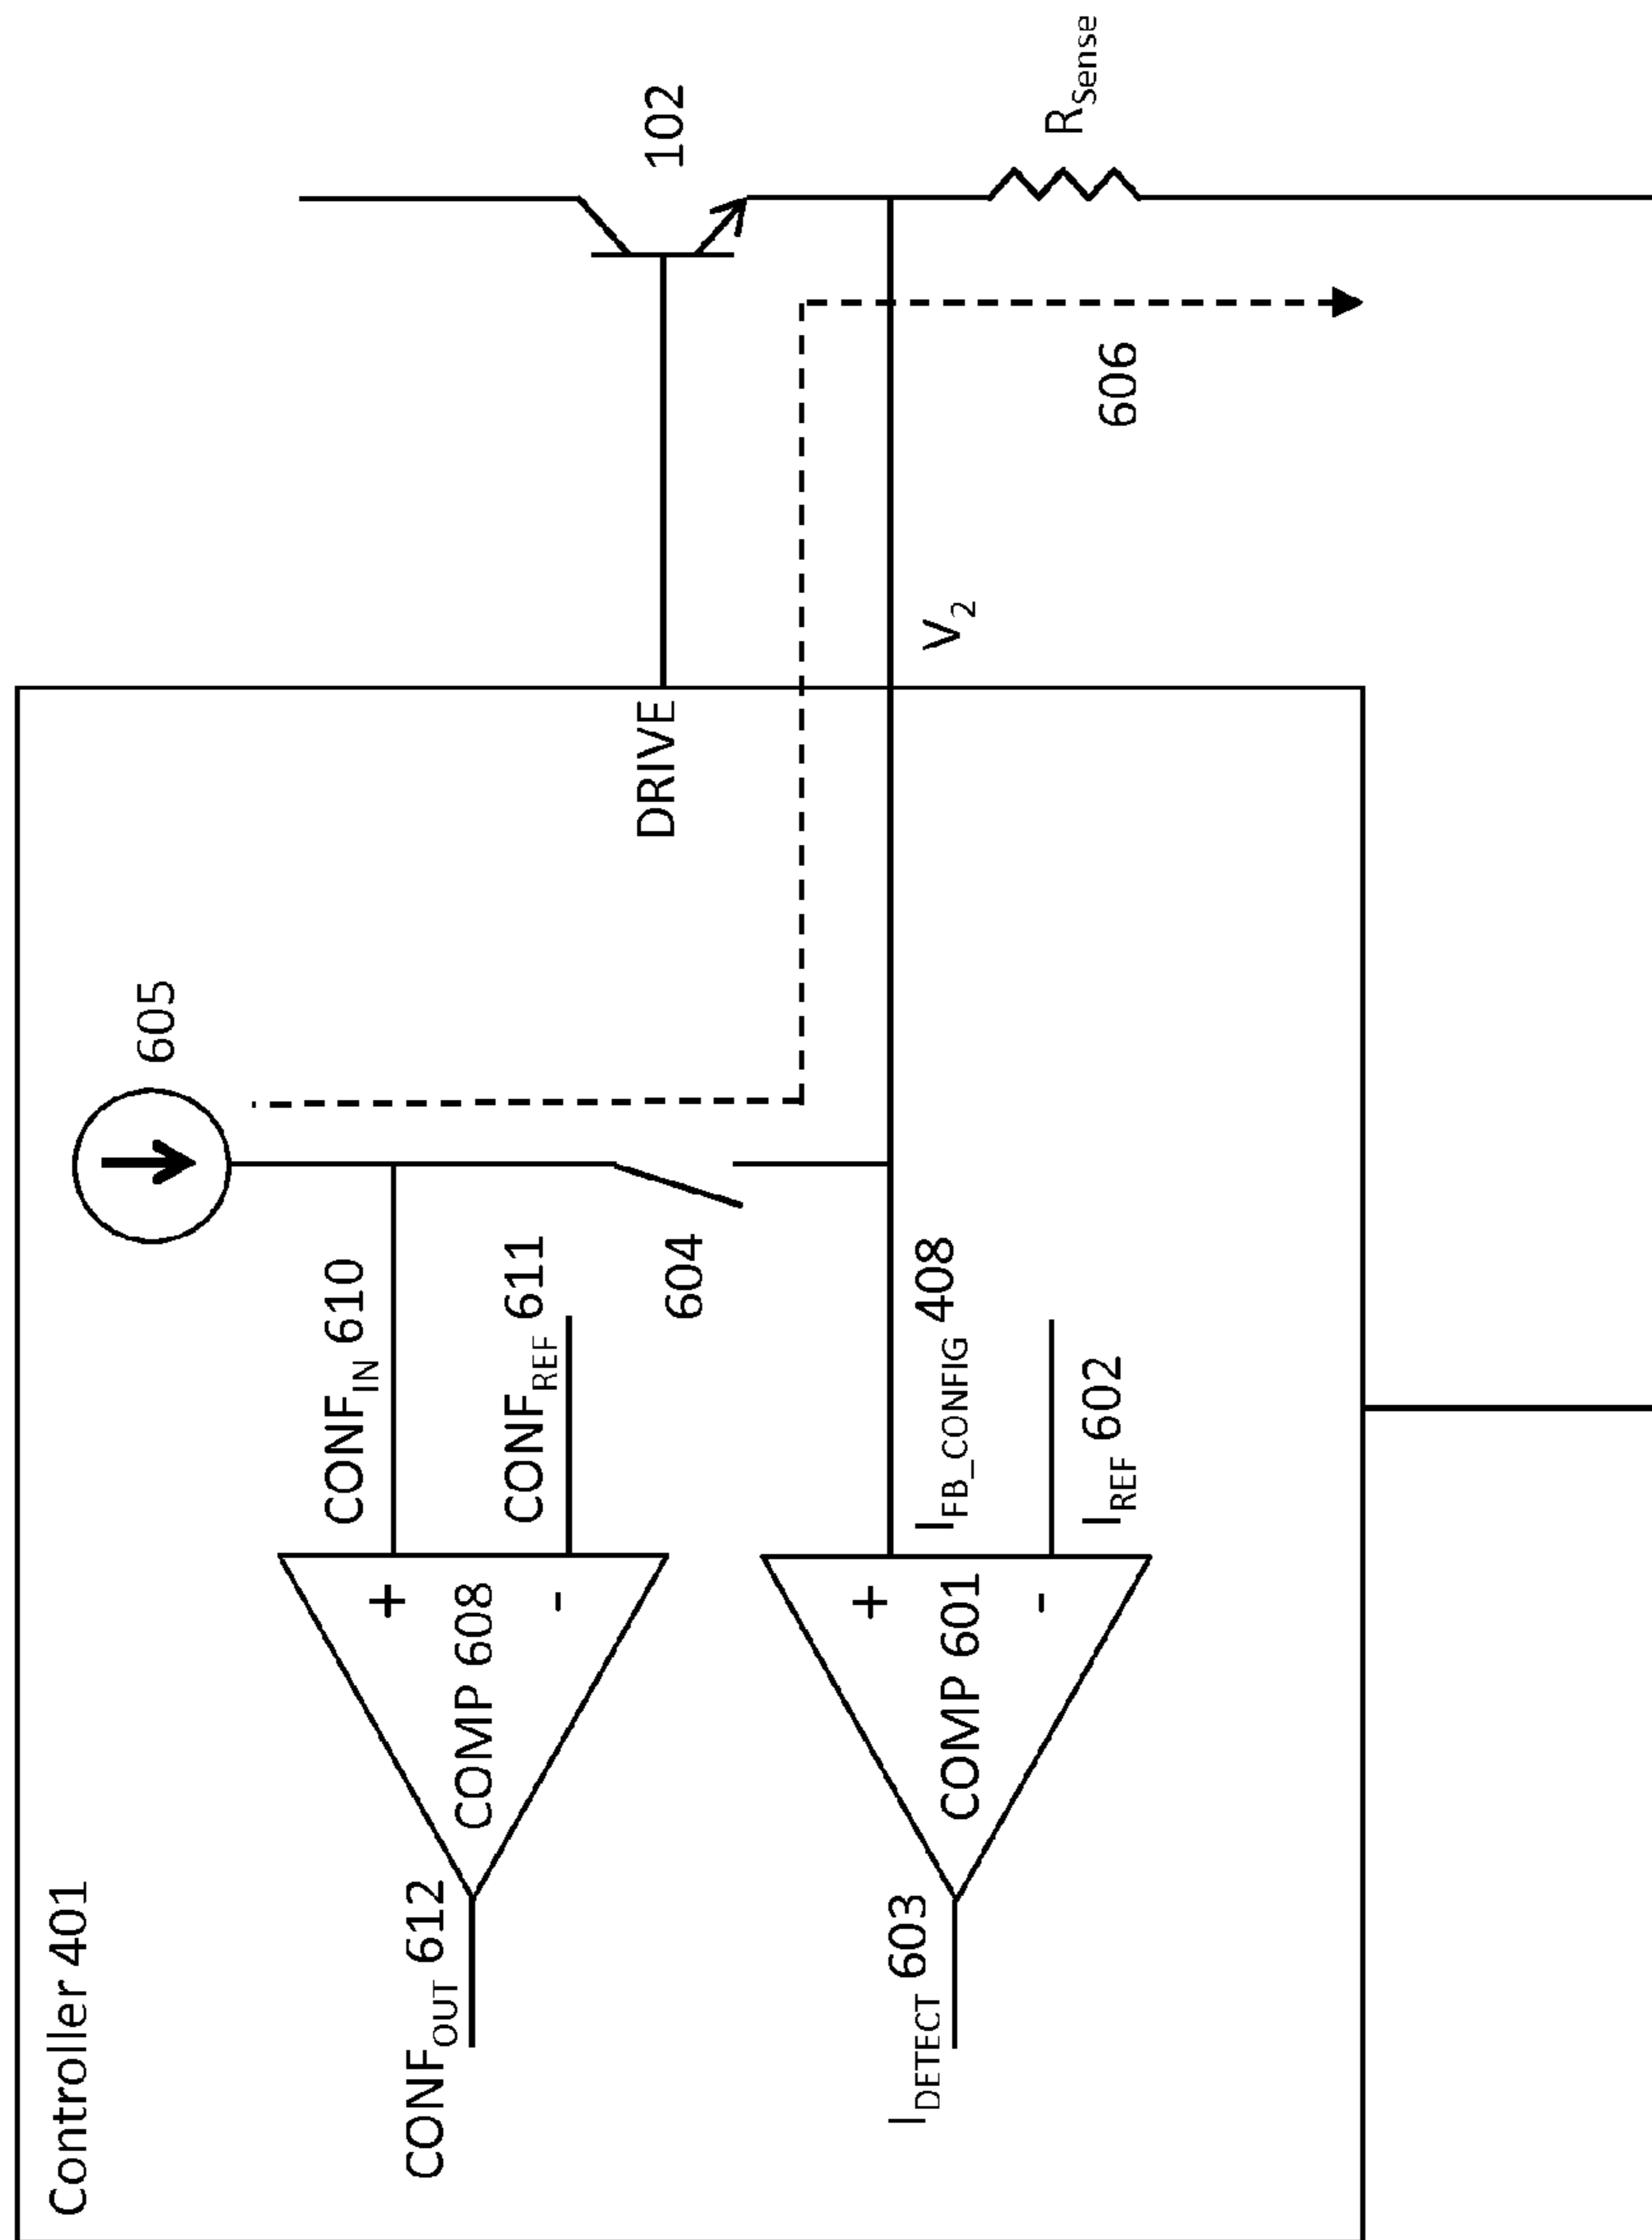 Controller 401
605
CONF_IN 610
CONF_REF 611
COMP 608
+
-
CONF_OUT 612
604
DRIVE
102
I_FB_CONFIG 408
V_2
R_Sense
COMP 601
+
-
I_DETECT 603
I_REF 602
606